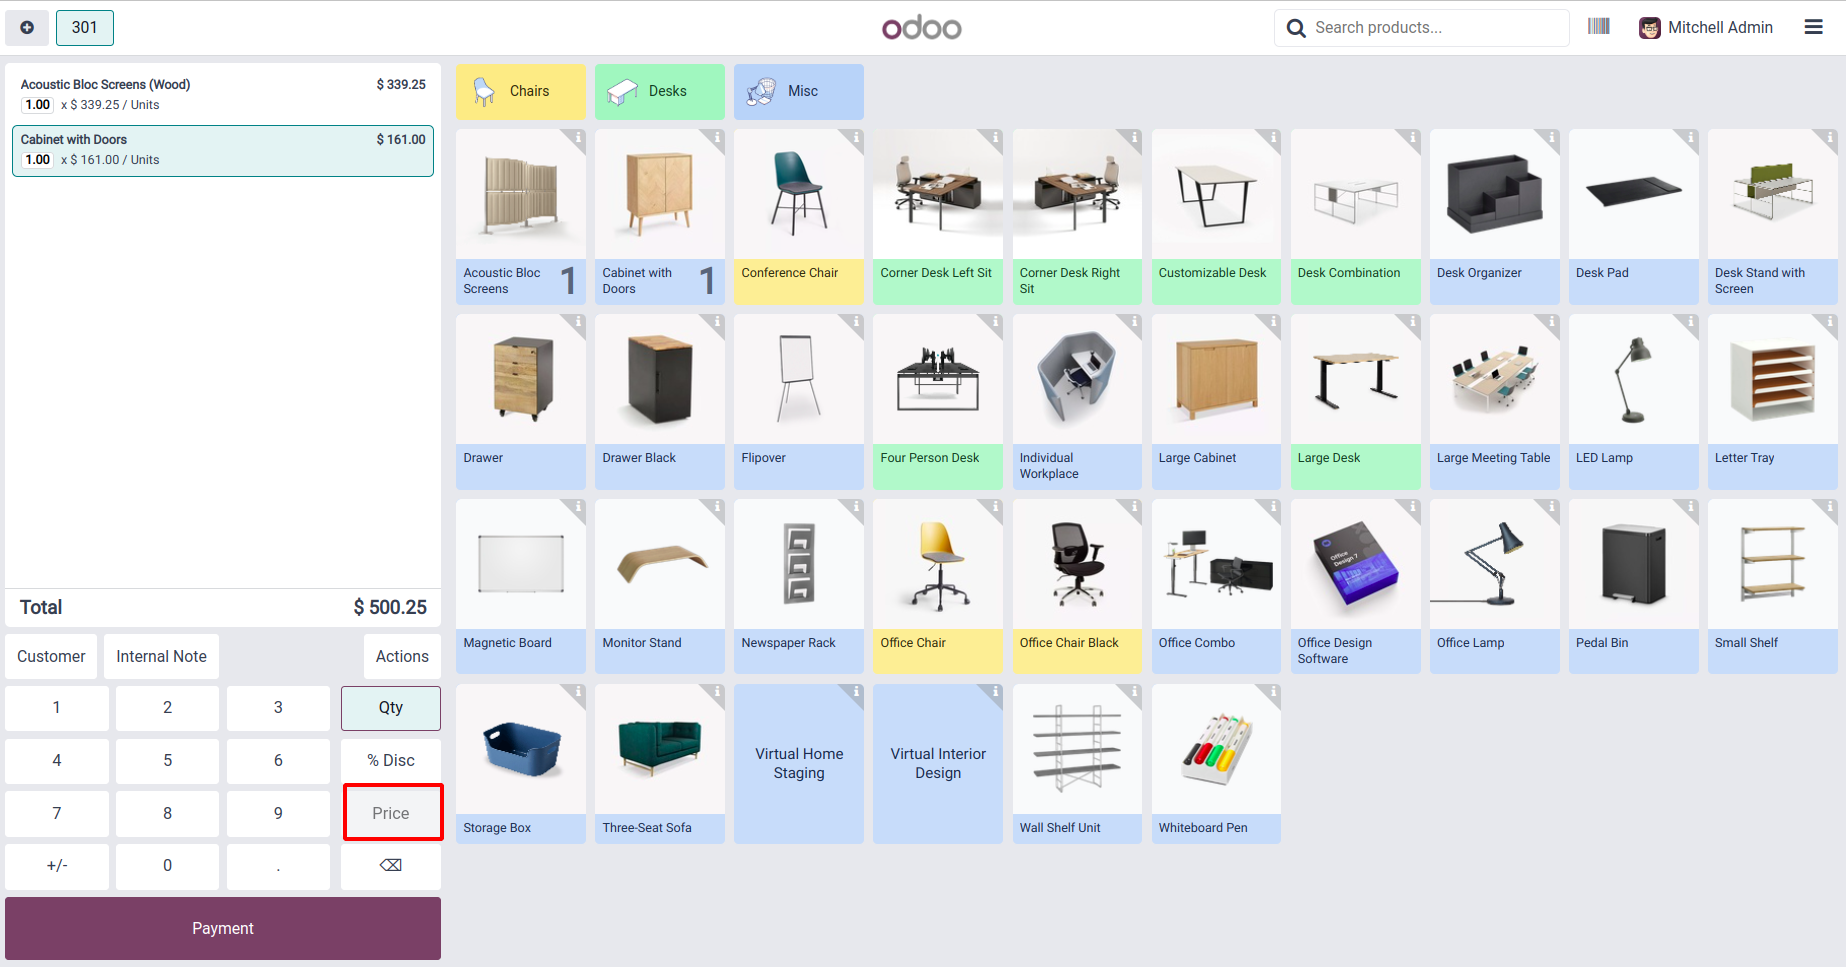 301
odoo
Search products...
Mitchell Admin
Acoustic Bloc Screens (Wood) $ 339.25
1.00 x $ 339.25 / Units
Cabinet with Doors $ 161.00
1.00 x $ 161.00 / Units
Total $ 500.25
Customer Internal Note Actions
1 2 3 Qty
4 5 6 % Disc
7 8 9 Price
+/- 0 . ⌫
Payment
Chairs Desks Misc
Acoustic Bloc
Screens
1
Cabinet with
Doors
1
Conference Chair
Corner Desk Left Sit
Corner Desk Right
Sit
Customizable Desk
Desk Combination
Desk Organizer
Desk Pad
Desk Stand with
Screen
Drawer
Drawer Black
Flipover
Four Person Desk
Individual
Workplace
Large Cabinet
Large Desk
Large Meeting Table
LED Lamp
Letter Tray
Magnetic Board
Monitor Stand
Newspaper Rack
Office Chair
Office Chair Black
Office Combo
Office
Design 7
Office Design
Software
Office Lamp
Pedal Bin
Small Shelf
Storage Box
Three-Seat Sofa
Virtual Home
Staging
Virtual Interior
Design
Wall Shelf Unit
Whiteboard Pen